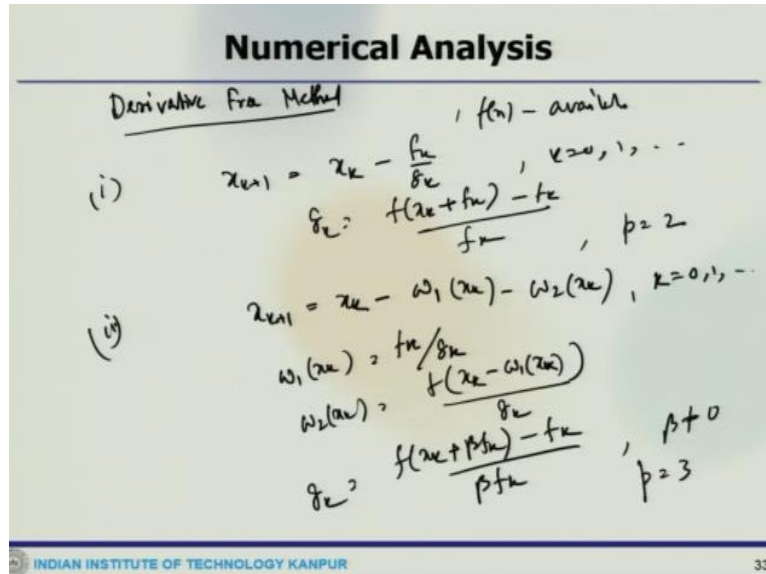 Numerical Analysis
Derivative Free Method , f(x) - availab
(i) x_{k+1} = x_k - f_k/g_k , k=0, 1, ...
g_k = (f(x_k + f_k) - f_k)/f_k , p=2
(ii) x_{k+1} = x_k - ω_1(x_k) - ω_2(x_k) , k=0,1,...
ω_1(x_k) = f_k/g_k
ω_2(x_k) = f(x_k - ω_1(x_k))/g_k
g_k = (f(x_k + βf_k) - f_k)/(βf_k) , β≠0
p=3
INDIAN INSTITUTE OF TECHNOLOGY KANPUR
33